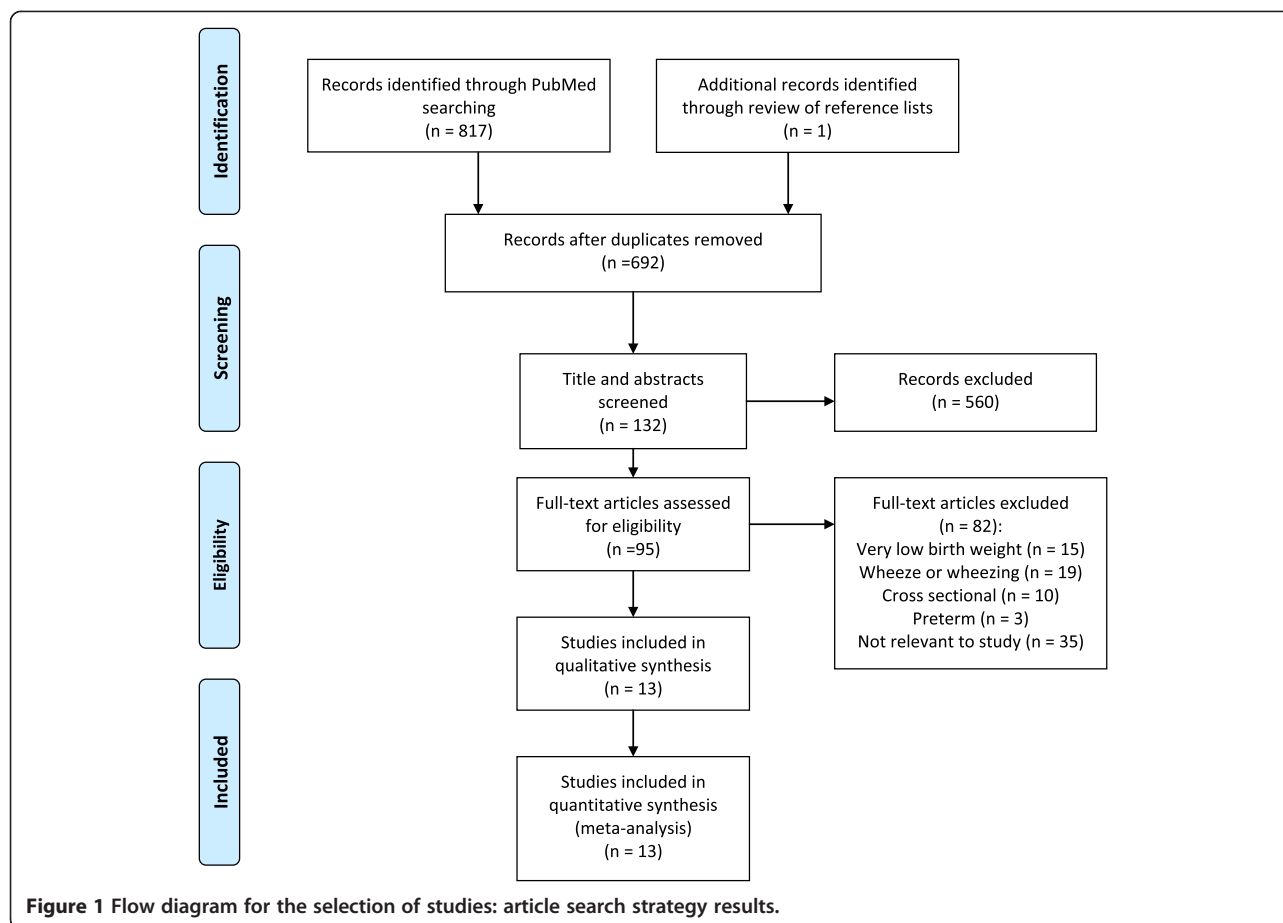 Identification
Records identified through PubMed
searching
(n = 817)
Additional records identified
through review of reference lists
(n = 1)
Records after duplicates removed
(n =692)
Screening
Title and abstracts
screened
(n = 132)
Records excluded
(n = 560)
Eligibility
Full-text articles assessed
for eligibility
(n =95)
Full-text articles excluded
(n = 82):
Very low birth weight (n = 15)
Wheeze or wheezing (n = 19)
Cross sectional (n = 10)
Preterm (n = 3)
Not relevant to study (n = 35)
Studies included in
qualitative synthesis
(n = 13)
Included
Studies included in
quantitative synthesis
(meta-analysis)
(n = 13)
Figure 1 Flow diagram for the selection of studies: article search strategy results.